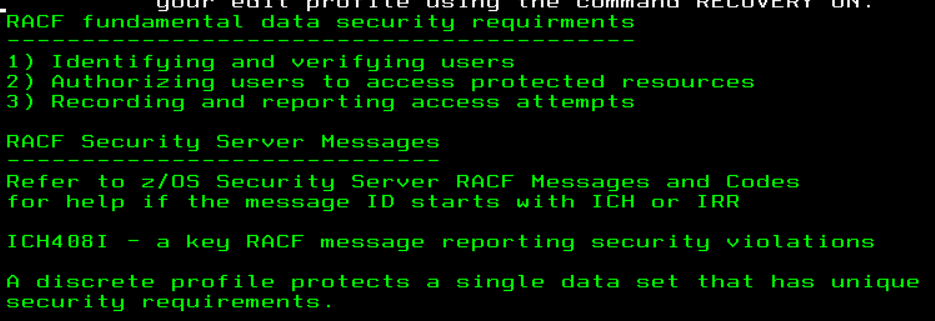 your edit profile using the command RECOVERY ON.
RACF fundamental data security requirments
------------------------------------------
1) Identifying and verifying users
2) Authorizing users to access protected resources
3) Recording and reporting access attempts
RACF Security Server Messages
-----------------------------
Refer to z/OS Security Server RACF Messages and Codes
for help if the message ID starts with ICH or IRR
ICH408I - a key RACF message reporting security violations
A discrete profile protects a single data set that has unique
security requirements.